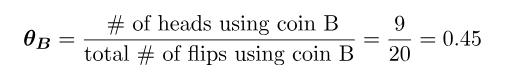 θ_B = # of heads using coin B / total # of flips using coin B = 9 / 20 = 0.45